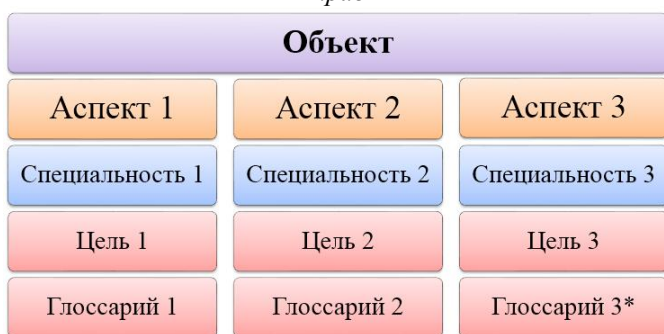 Объект
Аспект 1 Аспект 2 Аспект 3
Специальность 1 Специальность 2 Специальность 3
Цель 1 Цель 2 Цель 3
Глоссарий 1 Глоссарий 2 Глоссарий 3*